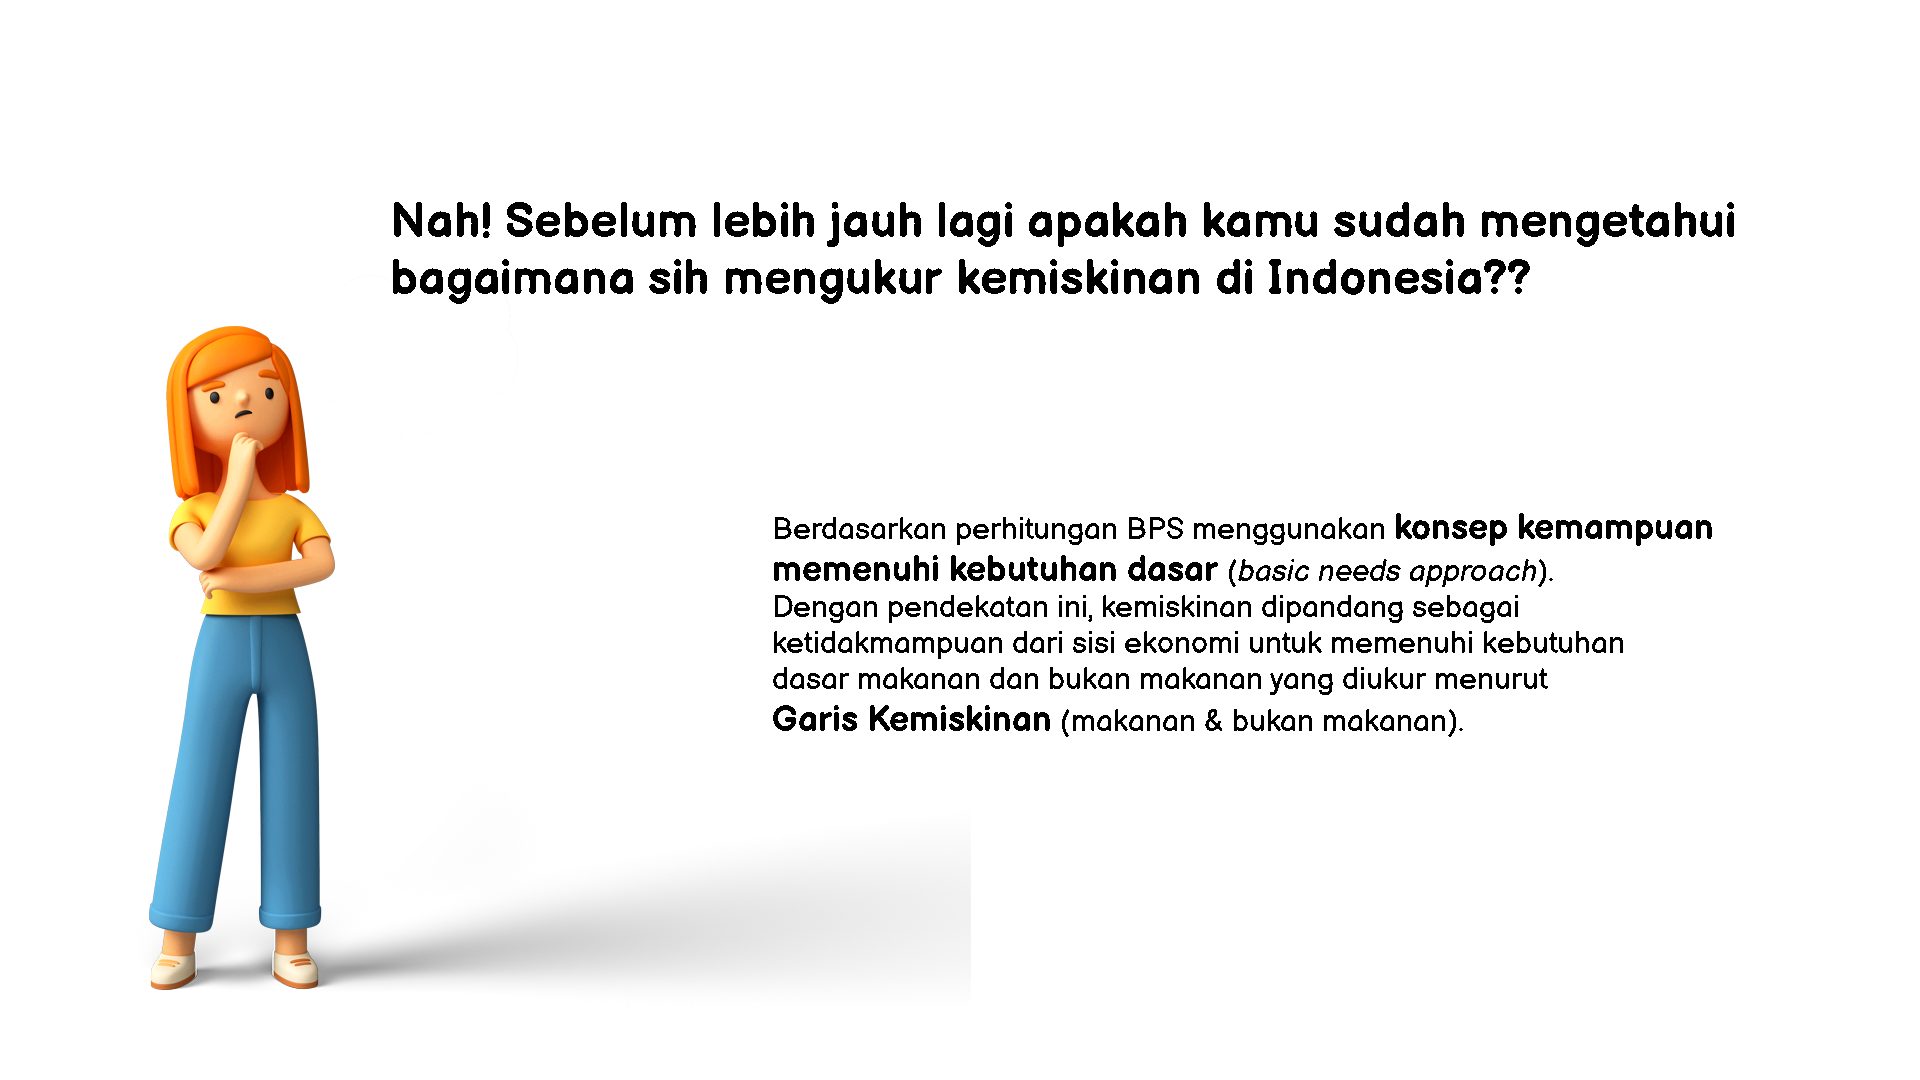 Nah! Sebelum lebih jauh lagi apakah kamu sudah mengetahui
bagaimana sih mengukur kemiskinan di Indonesia??
Berdasarkan perhitungan BPS menggunakan konsep kemampuan
memenuhi kebutuhan dasar (basic needs approach).
Dengan pendekatan ini, kemiskinan dipandang sebagai
ketidakmampuan dari sisi ekonomi untuk memenuhi kebutuhan
dasar makanan dan bukan makanan yang diukur menurut
Garis Kemiskinan (makanan & bukan makanan).